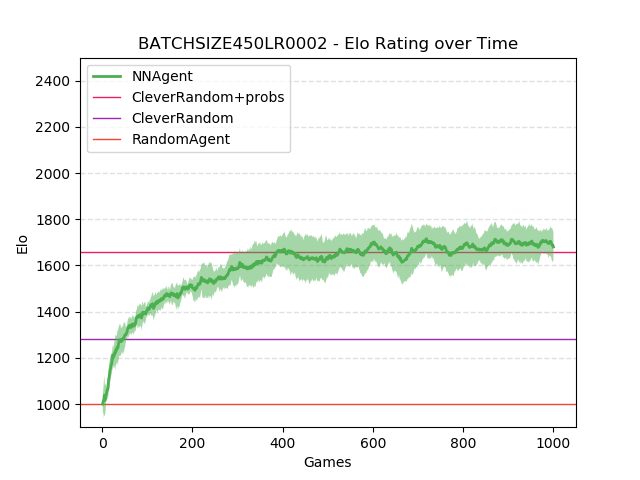 BATCHSIZE450LR0002 - Elo Rating over Time
NNAgent
CleverRandom+probs
CleverRandom
RandomAgent
Elo
2400
2200
2000
1800
1600
1400
1200
1000
0 200 400 600 800 1000
Games